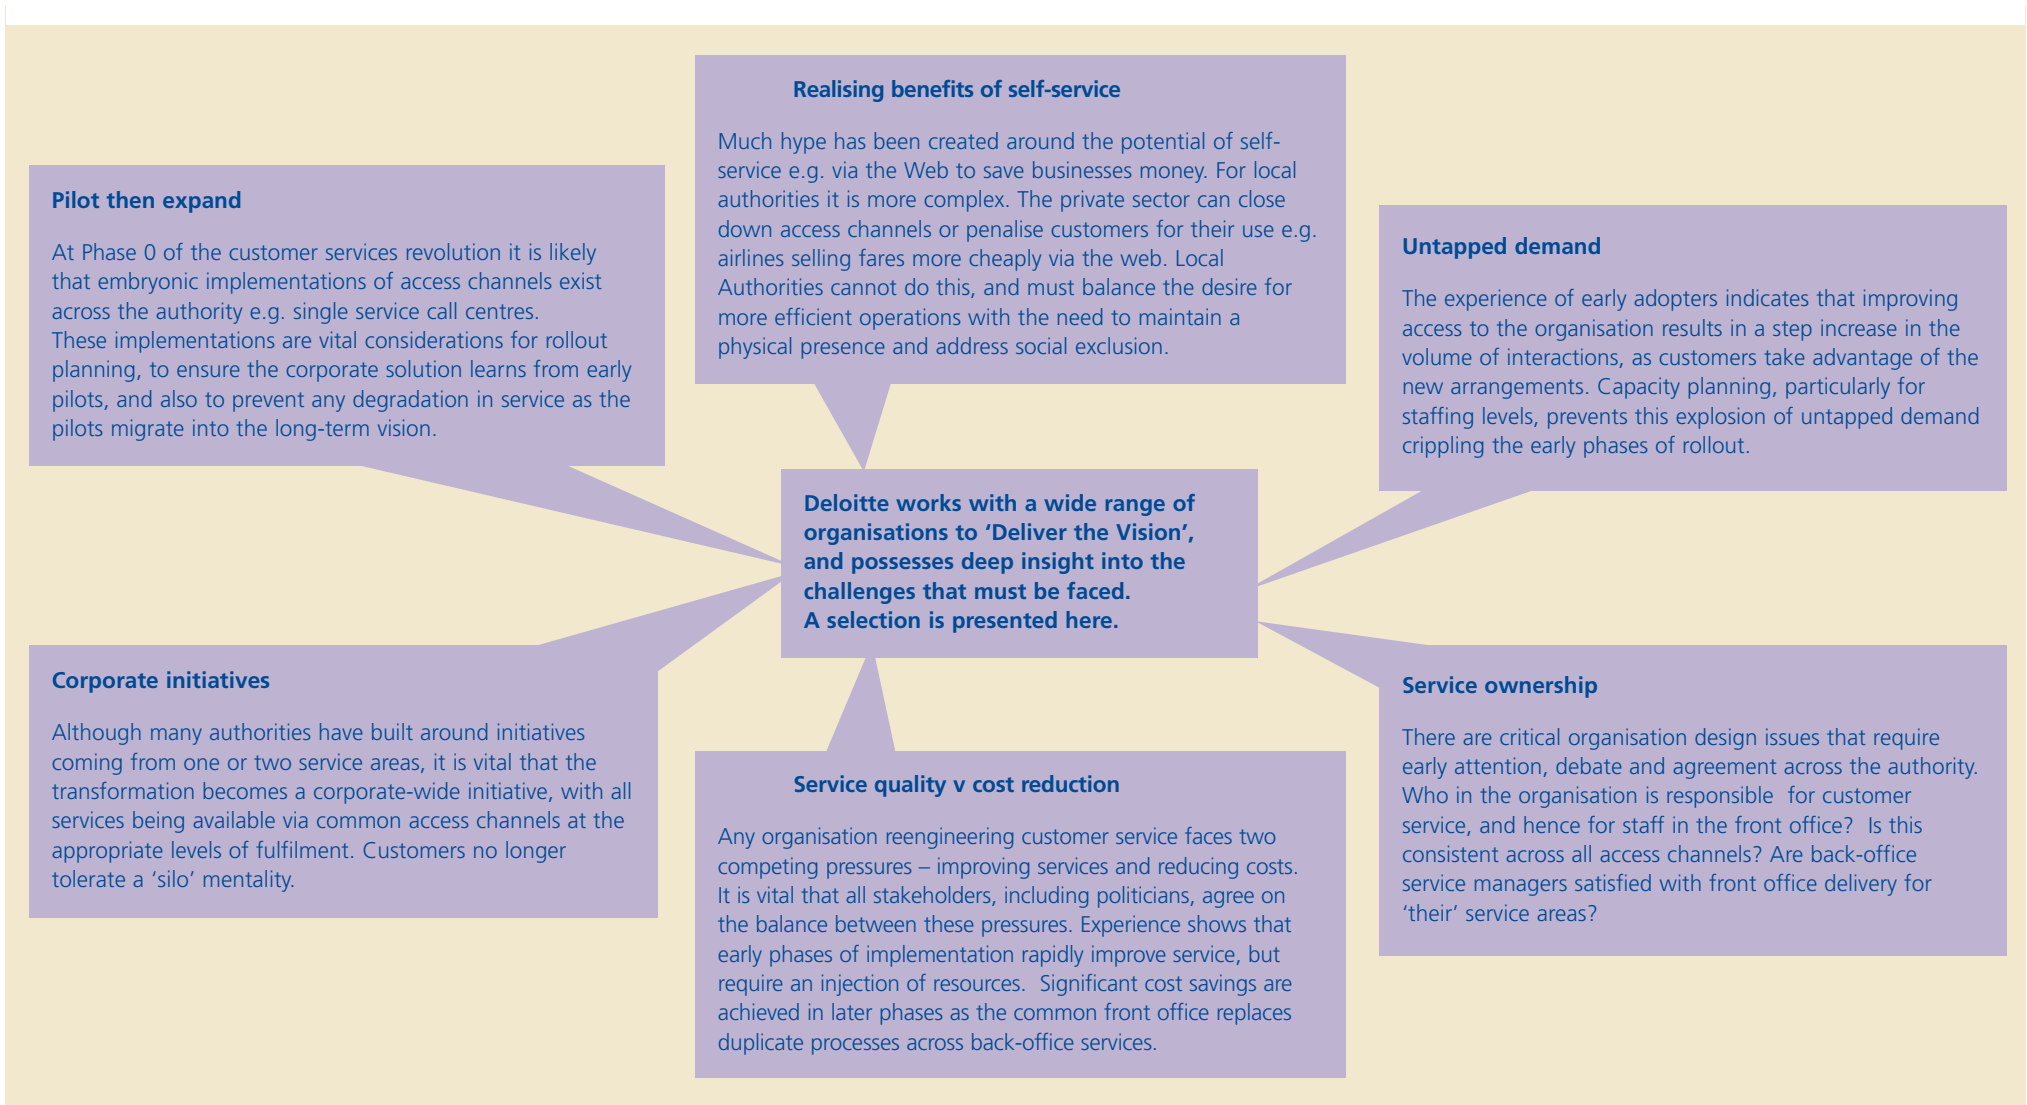 Realising benefits of self-service
Much hype has been created around the potential of self-
service e.g. via the Web to save businesses money. For local
authorities it is more complex. The private sector can close
down access channels or penalise customers for their use e.g.
airlines selling fares more cheaply via the web. Local
Authorities cannot do this, and must balance the desire for
more efficient operations with the need to maintain a
physical presence and address social exclusion.
Pilot then expand
At Phase 0 of the customer services revolution it is likely
that embryonic implementations of access channels exist
across the authority e.g. single service call centres.
These implementations are vital considerations for rollout
planning, to ensure the corporate solution learns from early
pilots, and also to prevent any degradation in service as the
pilots migrate into the long-term vision.
Untapped demand
The experience of early adopters indicates that improving
access to the organisation results in a step increase in the
volume of interactions, as customers take advantage of the
new arrangements. Capacity planning, particularly for
staffing levels, prevents this explosion of untapped demand
crippling the early phases of rollout.
Deloitte works with a wide range of
organisations to ‘Deliver the Vision’,
and possesses deep insight into the
challenges that must be faced.
A selection is presented here.
Corporate initiatives
Although many authorities have built around initiatives
coming from one or two service areas, it is vital that the
transformation becomes a corporate-wide initiative, with all
services being available via common access channels at the
appropriate levels of fulfilment. Customers no longer
tolerate a ‘silo’ mentality.
Service quality v cost reduction
Any organisation reengineering customer service faces two
competing pressures – improving services and reducing costs.
It is vital that all stakeholders, including politicians, agree on
the balance between these pressures. Experience shows that
early phases of implementation rapidly improve service, but
require an injection of resources.  Significant cost savings are
achieved in later phases as the common front office replaces
duplicate processes across back-office services.
Service ownership
There are critical organisation design issues that require
early attention, debate and agreement across the authority.
Who in the organisation is responsible  for customer
service, and hence for staff in the front office?  Is this
consistent across all access channels? Are back-office
service managers satisfied with front office delivery for
‘their’ service areas?